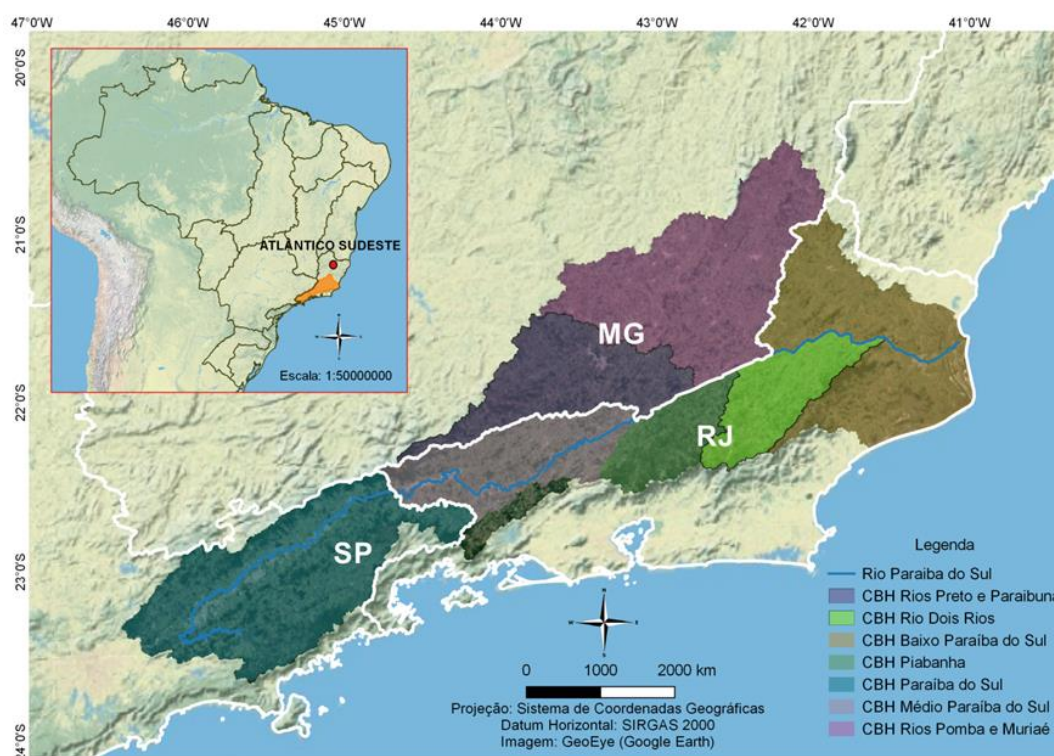 47°0'W 46°0'W 45°0'W 44°0'W 43°0'W 42°0'W 41°0'W
20°0'S
21°0'S
22°0'S
23°0'S
24°0'S
ATLÂNTICO SUDESTE
Escala: 1:50000000
MG
RJ
SP
Legenda
Rio Paraiba do Sul
CBH Rios Preto e Paraibuna
CBH Rio Dois Rios
CBH Baixo Paraíba do Sul
CBH Piabanha
CBH Paraíba do Sul
CBH Médio Paraíba do Sul
CBH Rios Pomba e Muriaé
0 1000 2000 km
Projeção: Sistema de Coordenadas Geográficas
Datum Horizontal: SIRGAS 2000
Imagem: GeoEye (Google Earth)